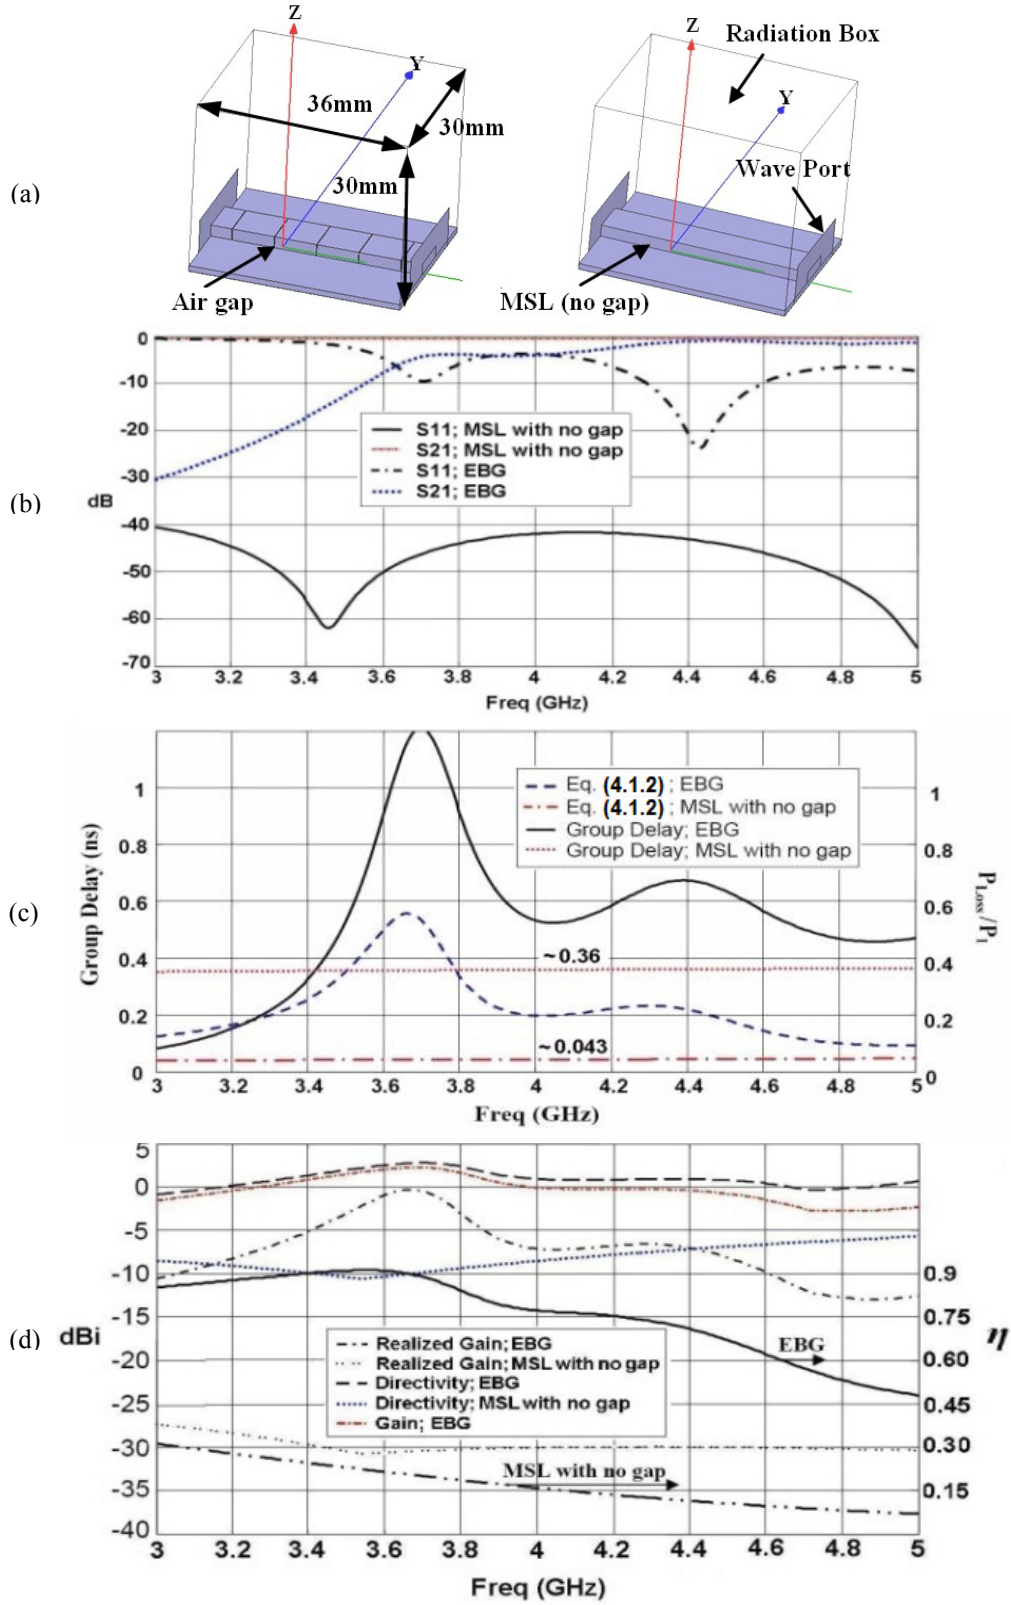 (a)
Z
Y
36mm
30mm
30mm
Air gap
Z
Radiation Box
Y
Wave Port
MSL (no gap)
(b)
0
-10
-20
-30
dB
-40
-50
-60
-70
S11; MSL with no gap
S21; MSL with no gap
S11; EBG
S21; EBG
3 3.2 3.4 3.6 3.8 4 4.2 4.4 4.6 4.8 5
Freq (GHz)
(c)
Group Delay (ns)
1
0.8
0.6
0.4
0.2
0
Eq. (4.1.2) ; EBG
Eq. (4.1.2) ; MSL with no gap
Group Delay; EBG
Group Delay; MSL with no gap
~0.36
~0.043
1
0.8
0.6
0.4
0.2
0
PLoss/PI
3 3.2 3.4 3.6 3.8 4 4.2 4.4 4.6 4.8 5
Freq (GHz)
(d)
dBi
5
0
-5
-10
-15
-20
-25
-30
-35
-40
Realized Gain; EBG
Realized Gain; MSL with no gap
Directivity; EBG
Directivity; MSL with no gap
Gain; EBG
EBG
MSL with no gap
0.9
0.75
0.60
0.45
0.30
0.15
η
3 3.2 3.4 3.6 3.8 4 4.2 4.4 4.6 4.8 5
Freq (GHz)